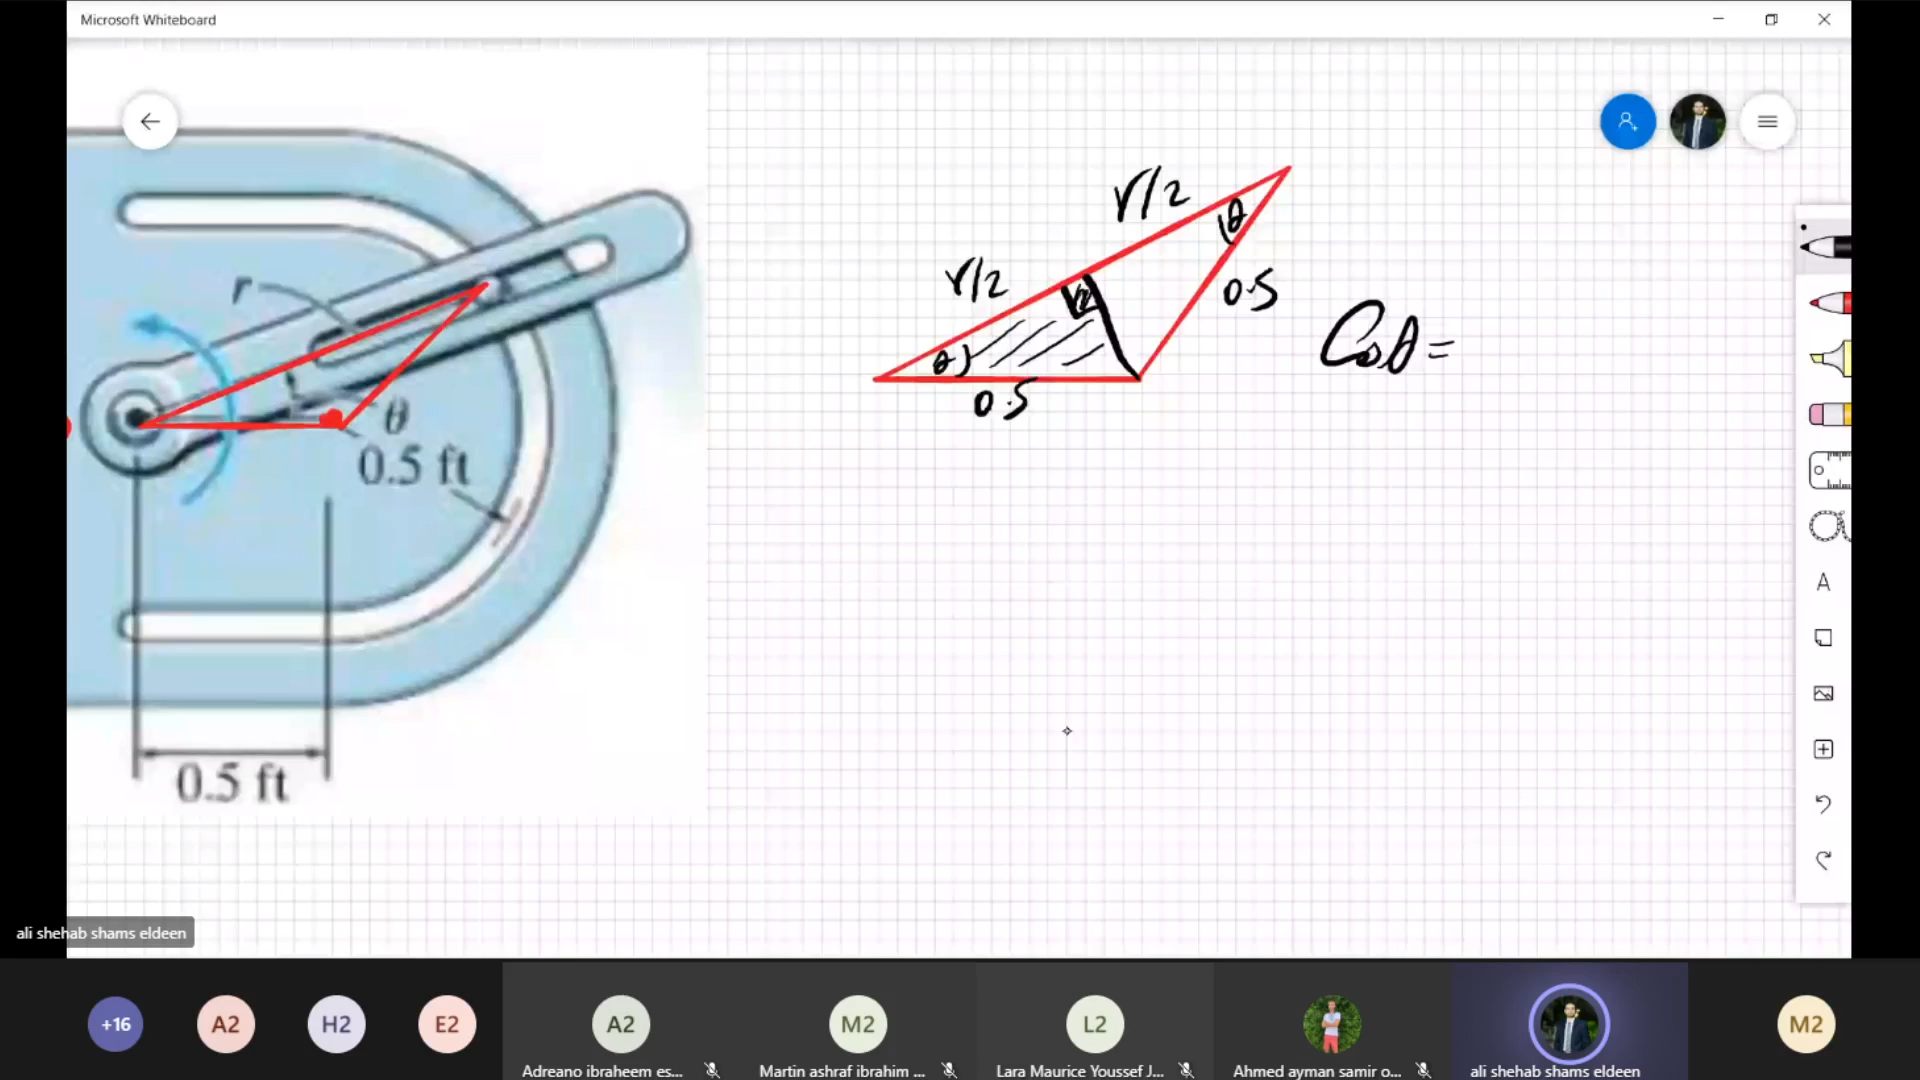 Microsoft Whiteboard
r/2
θ
r
r/2
0.5
Cosθ =
θ
0.5
θ
0.5 ft
A
0.5 ft
ali shehab shams eldeen
+16
A2
H2
E2
A2
M2
L2
M2
Adreano ibraheem es...
Martin ashraf ibrahim ...
Lara Maurice Youssef J...
Ahmed ayman samir o...
ali shehab shams eldeen